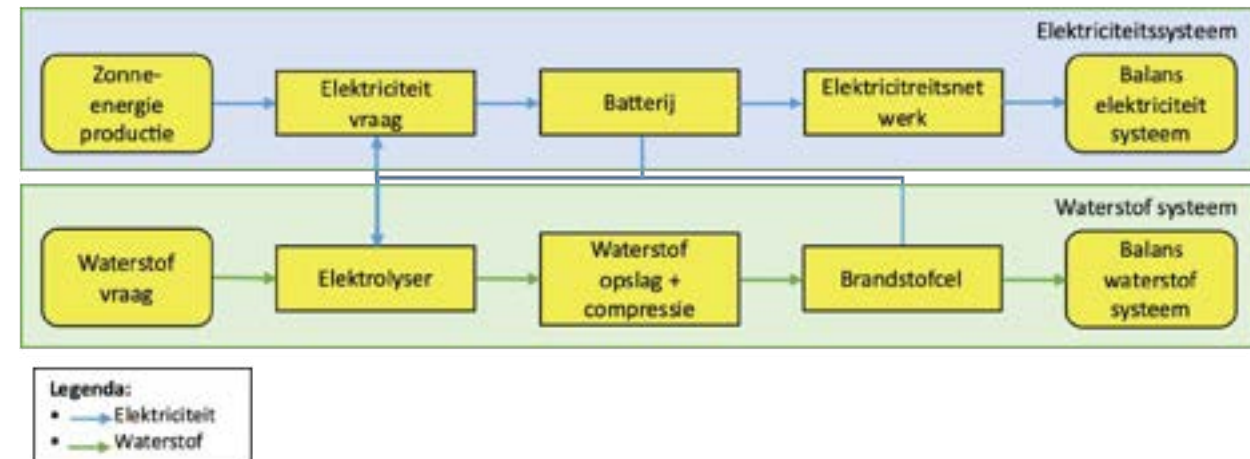 Elektriciteitssysteem
Zonne-
energie
productie
Elektriciteit
vraag
Batterij
Elektricitreitsnet
werk
Balans
elektriciteit
systeem
Waterstof systeem
Waterstof
vraag
Elektrolyser
Waterstof
opslag +
compressie
Brandstofcel
Balans
waterstof
systeem
Legenda:
• Elektriciteit
• Waterstof